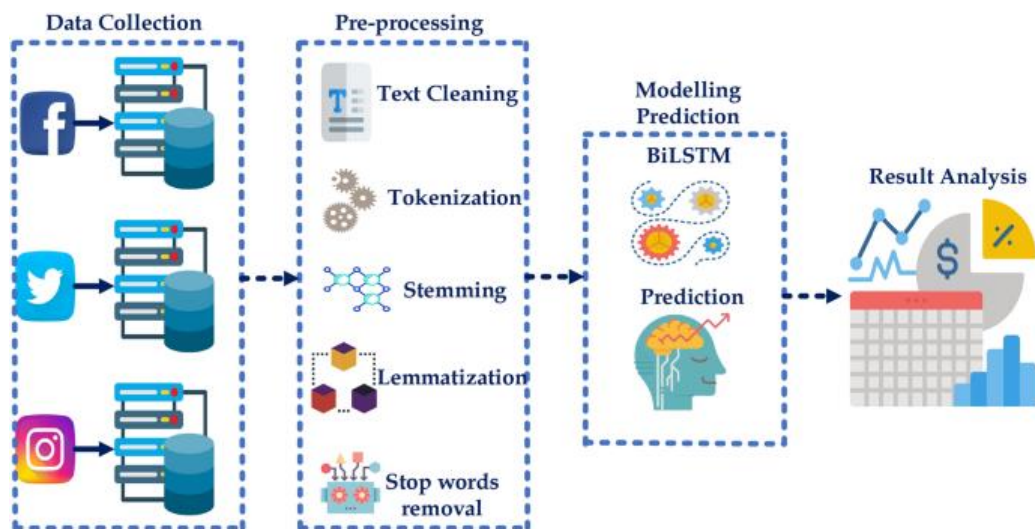 Data Collection
Pre-processing
Text Cleaning
Tokenization
Stemming
Lemmatization
Stop words
removal
Modelling
Prediction
BiLSTM
Prediction
Result Analysis
T
$
%